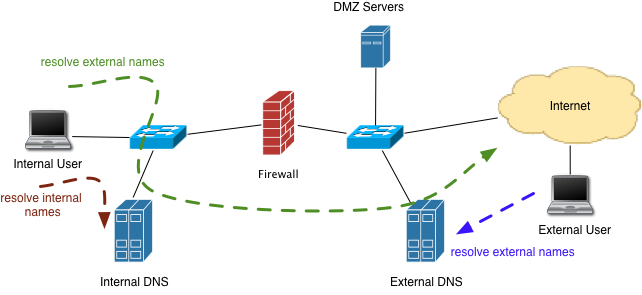 DMZ Servers
resolve external names
Internet
Internal User
Firewall
resolve internal
names
External User
resolve external names
Internal DNS
External DNS